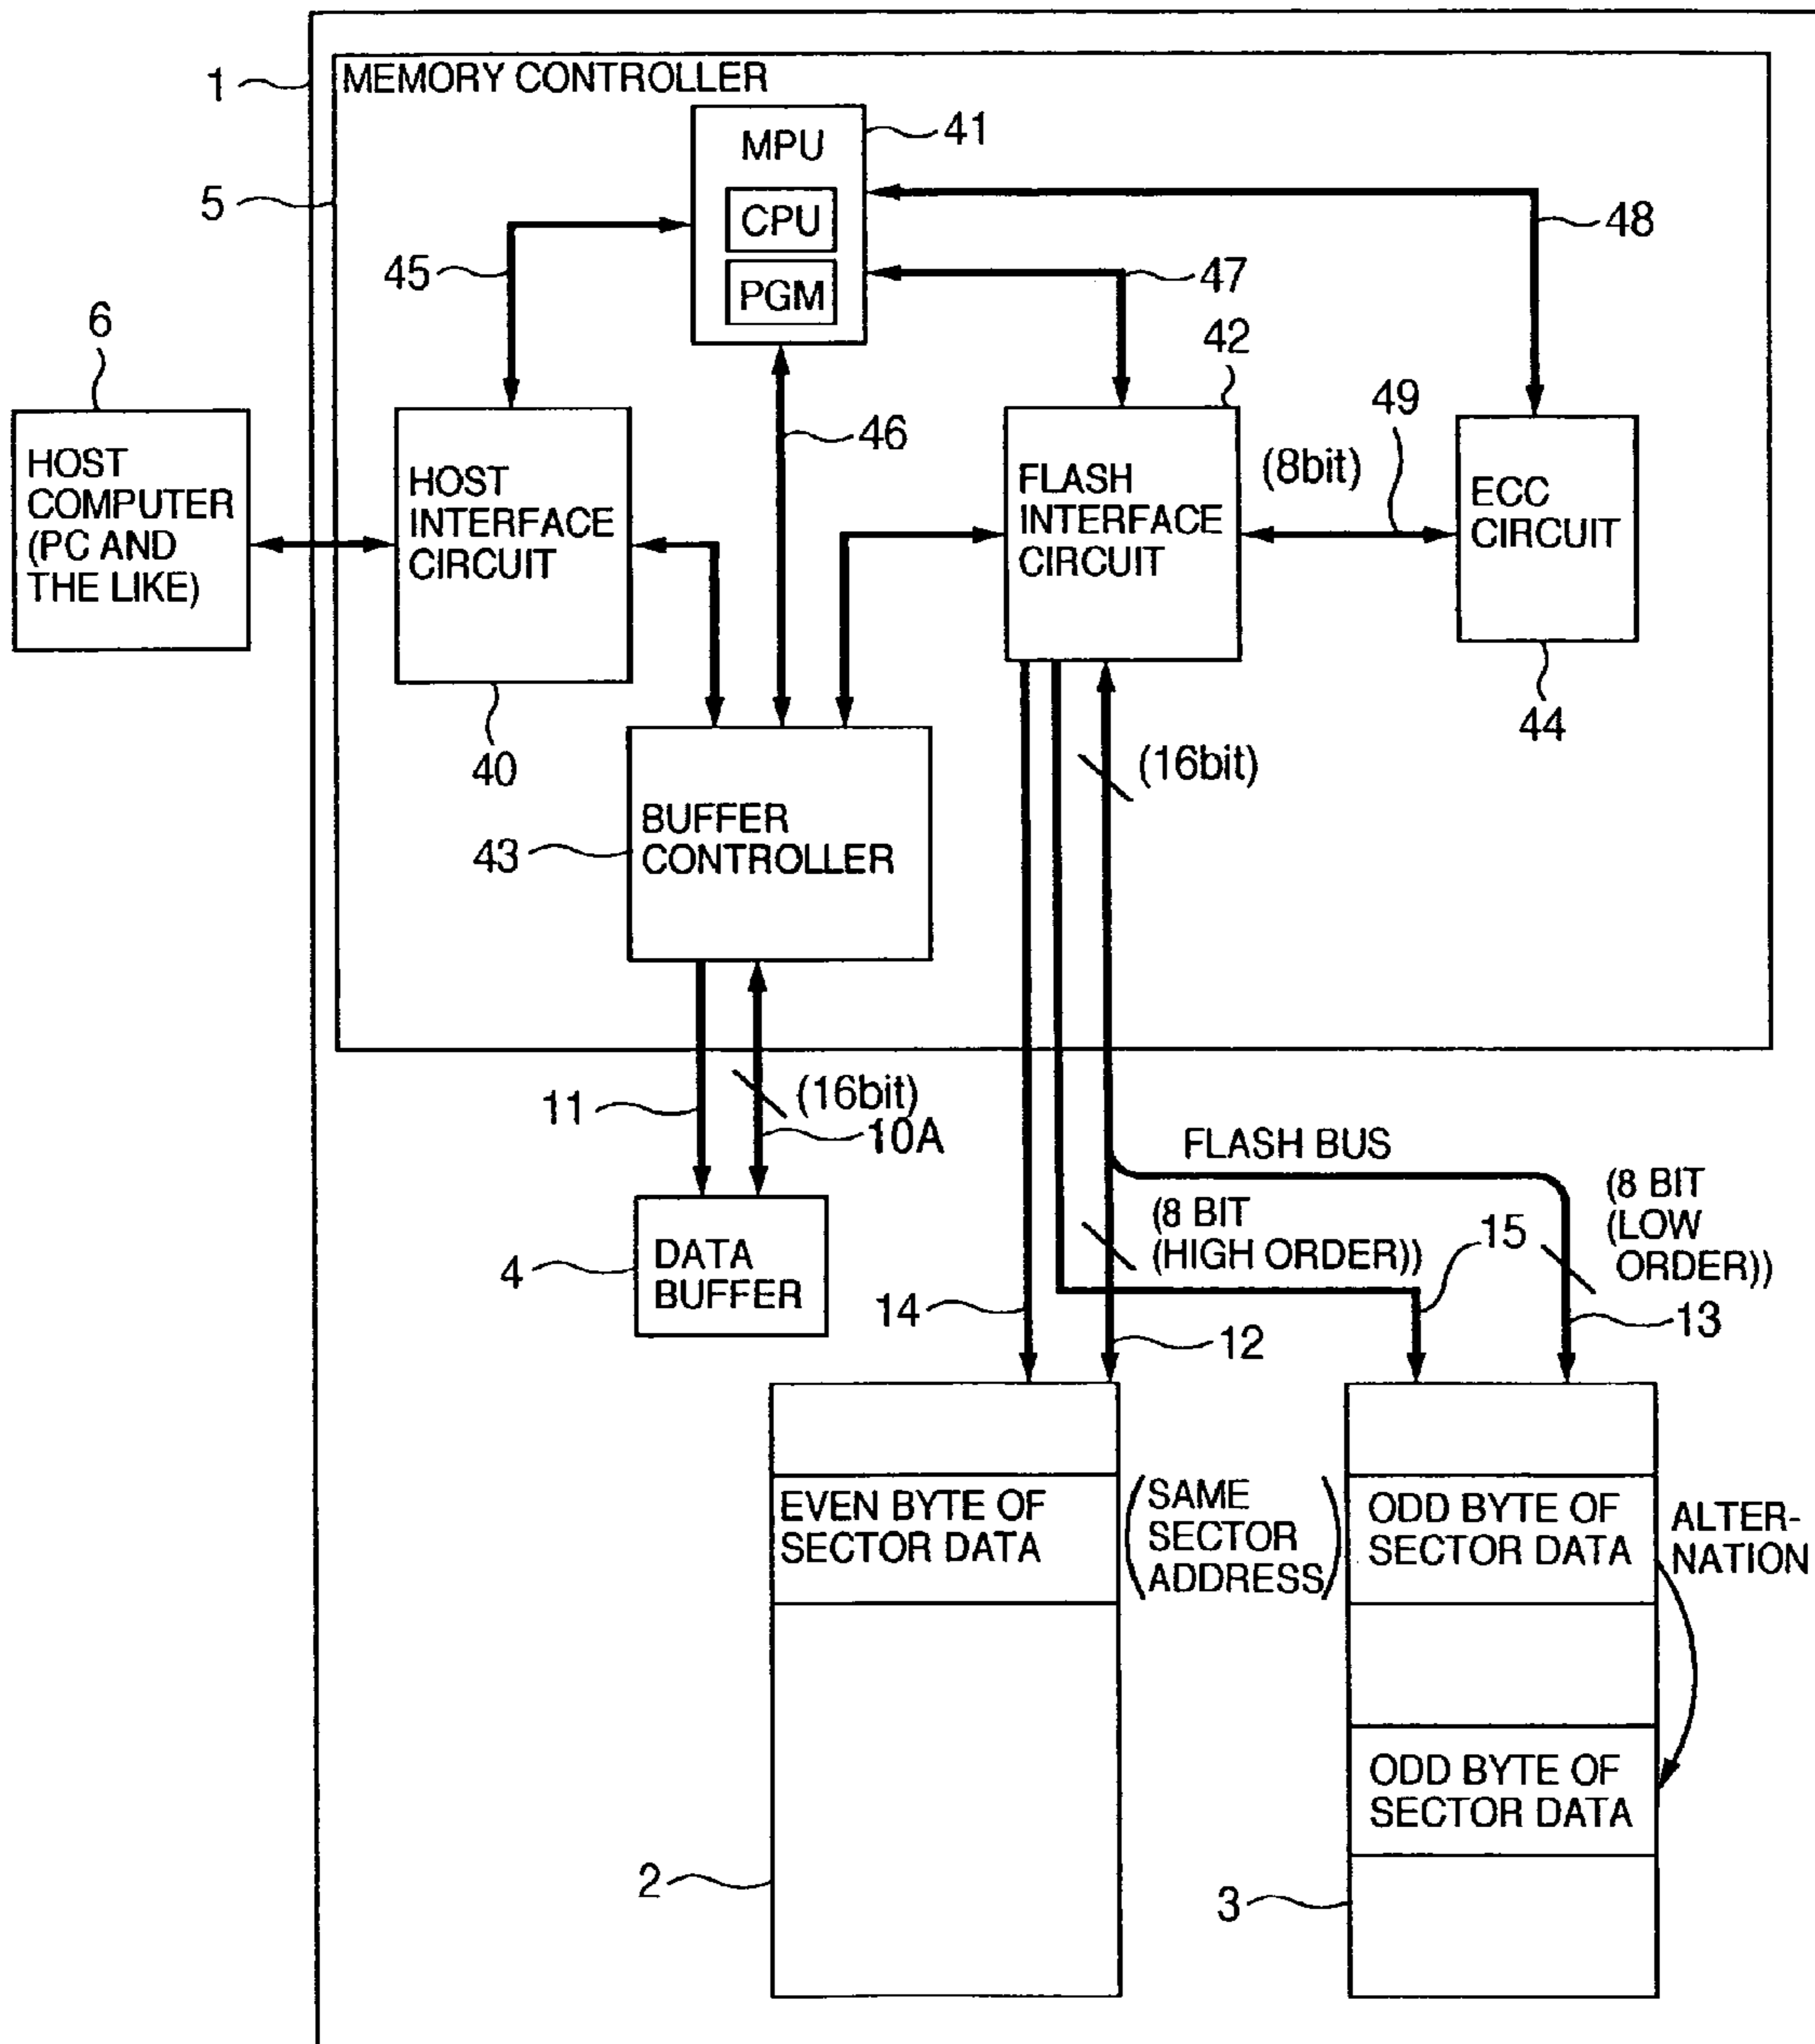 1
MEMORY CONTROLLER
5
MPU
41
CPU
PGM
48
45
47
6
42
HOST
COMPUTER
(PC AND
THE LIKE)
HOST
INTERFACE
CIRCUIT
46
FLASH
INTERFACE
CIRCUIT
(8bit)
49
ECC
CIRCUIT
40
44
(16bit)
43
BUFFER
CONTROLLER
11
(16bit)
10A
FLASH BUS
(8 BIT
(HIGH ORDER))
15
(8 BIT
(LOW
ORDER))
4
DATA
BUFFER
14
12
13
EVEN BYTE OF
SECTOR DATA
(SAME
SECTOR
ADDRESS)
ODD BYTE OF
SECTOR DATA
ALTER-
NATION
ODD BYTE OF
SECTOR DATA
2
3